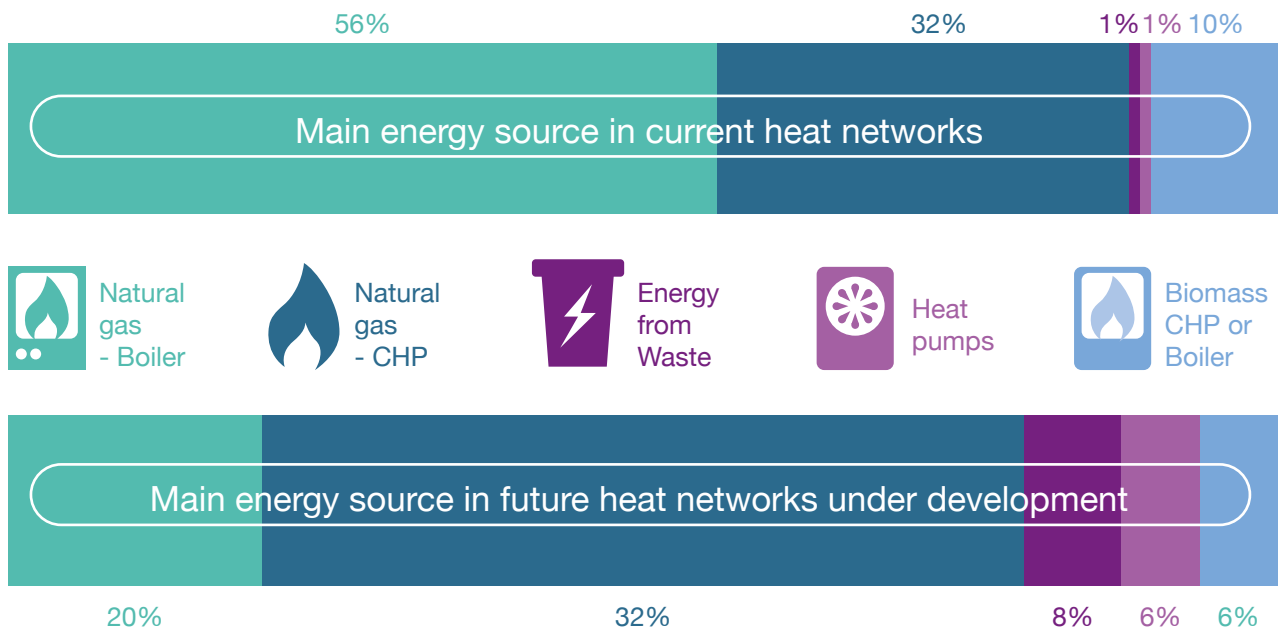 56% 32% 1% 1% 10%
Main energy source in current heat networks
Natural
gas
- Boiler
Natural
gas
- CHP
Energy
from
Waste
Heat
pumps
Biomass
CHP or
Boiler
Main energy source in future heat networks under development
20% 32% 8% 6% 6%